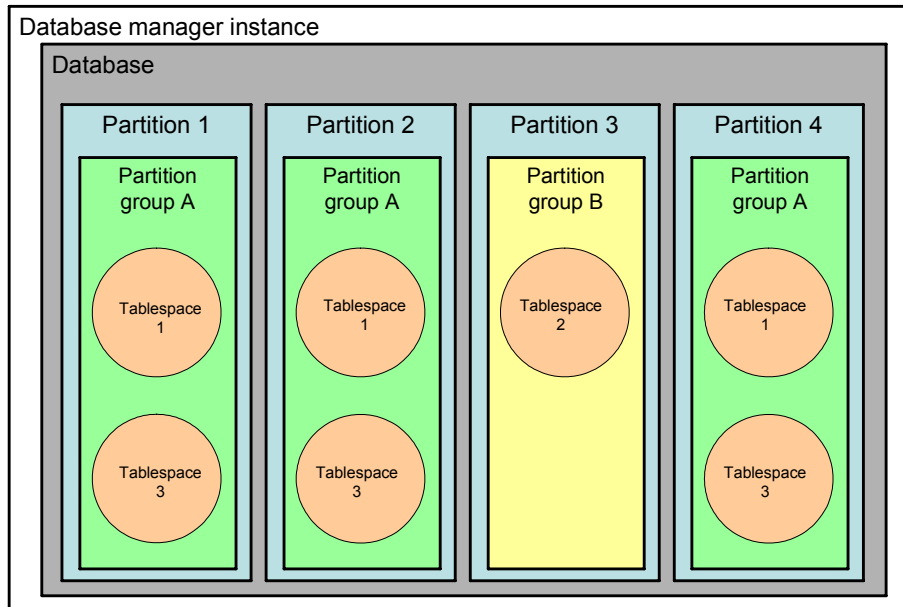 Database manager instance
Database
Partition 1
Partition
group A
Tablespace
1
Tablespace
3
Partition 2
Partition
group A
Tablespace
1
Tablespace
3
Partition 3
Partition
group B
Tablespace
2
Partition 4
Partition
group A
Tablespace
1
Tablespace
3